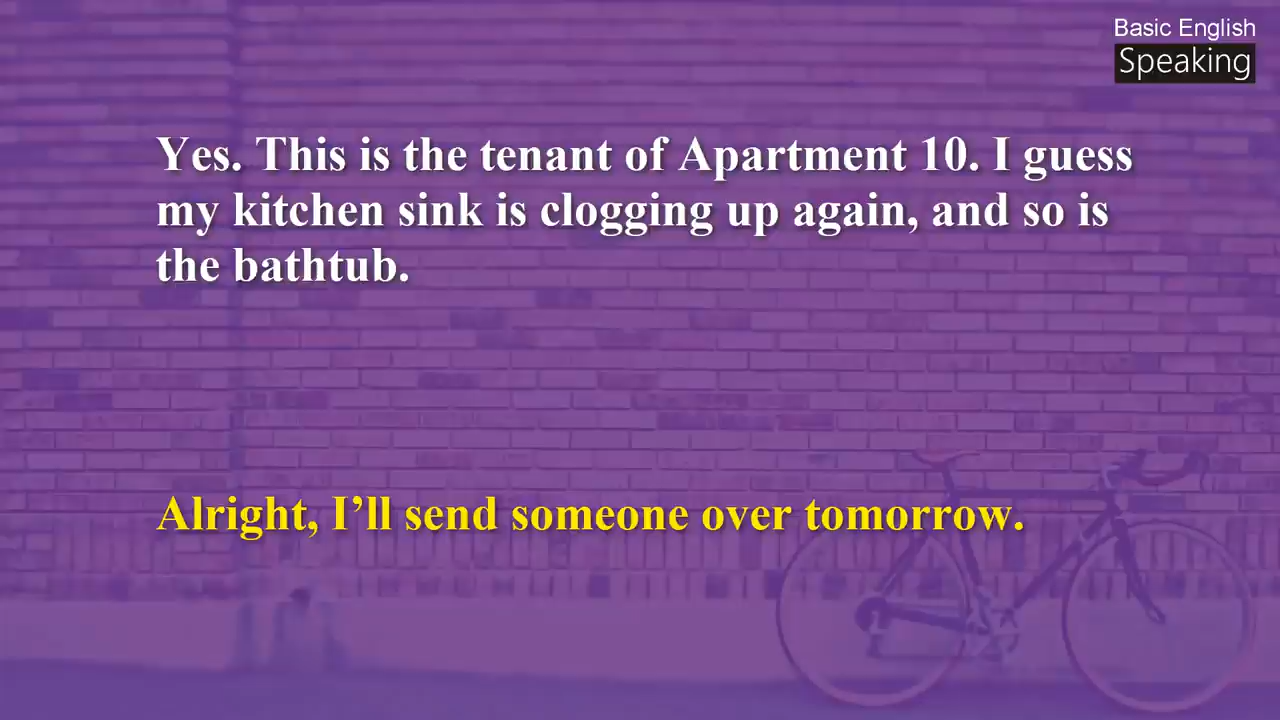 Basic English
Speaking
Yes. This is the tenant of Apartment 10. I guess
my kitchen sink is clogging up again, and so is
the bathtub.
Alright, I’ll send someone over tomorrow.